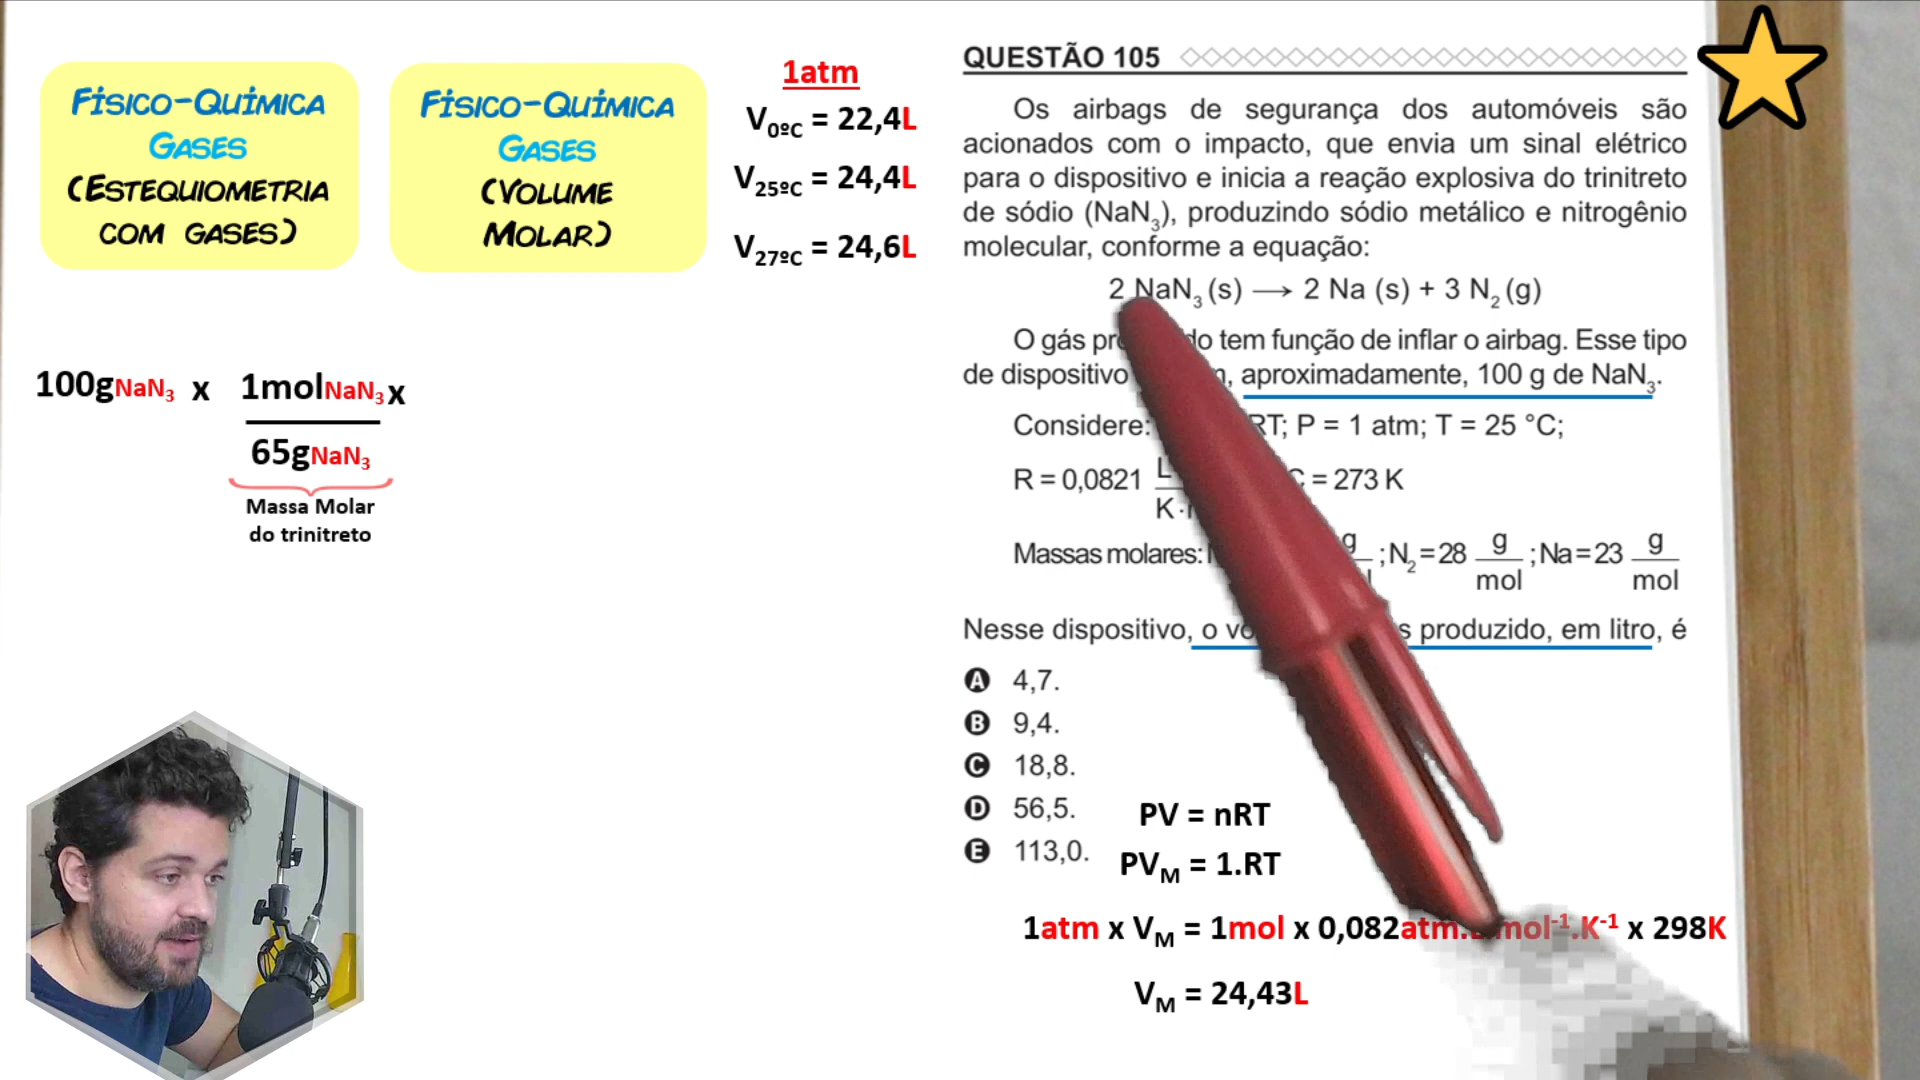 FÍSICO-QUÍMICA
GASES
(ESTEQUIOMETRIA
COM GASES)
FÍSICO-QUÍMICA
GASES
(VOLUME
MOLAR)
1atm
V0ºC = 22,4L
V25ºC = 24,4L
V27ºC = 24,6L
100gNaN3 x 1molNaN3 x
65gNaN3
Massa Molar
do trinitreto
QUESTÃO 105
Os airbags de segurança dos automóveis são
acionados com o impacto, que envia um sinal elétrico
para o dispositivo e inicia a reação explosiva do trinitreto
de sódio (NaN3), produzindo sódio metálico e nitrogênio
molecular, conforme a equação:
2 NaN3 (s) ⟶ 2 Na (s) + 3 N2 (g)
O gás do tem função de inflar o airbag. Esse tipo
de dispositivo aproximadamente, 100 g de NaN3.
Considere: RT; P = 1 atm; T = 25 °C;
R = 0,0821 L = 273 K
K ·
Massas molares: g ; N2 = 28 g ; Na = 23 g
mol mol
Nesse dispositivo, o s produzido, em litro, é
A 4,7.
B 9,4.
C 18,8.
D 56,5.
E 113,0.
PV = nRT
PVM = 1.RT
1atm x VM = 1mol x 0,082atm. mol-1.K-1 x 298K
VM = 24,43L